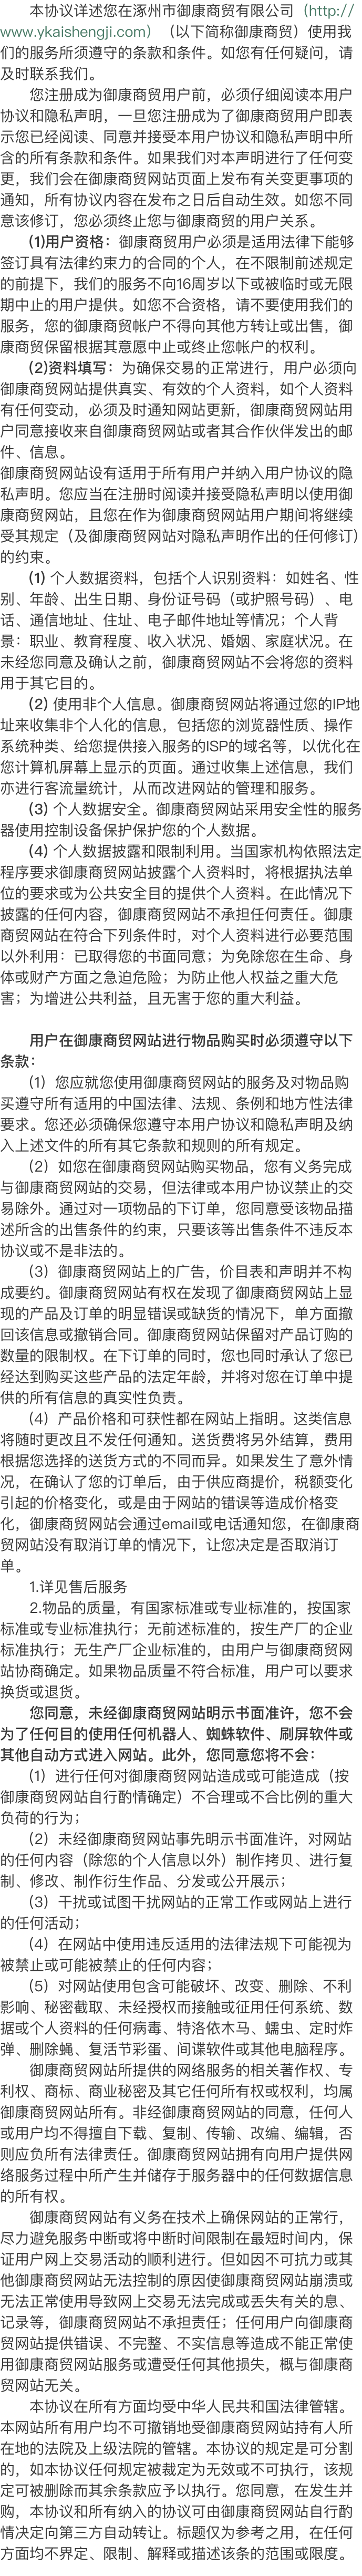 本协议详述您在涿州市御康商贸有限公司（http://
www.ykaishengji.com）（以下简称御康商贸）使用我
们的服务所须遵守的条款和条件。如您有任何疑问，请
及时联系我们。
您注册成为御康商贸用户前，必须仔细阅读本用户
协议和隐私声明，一旦您注册成为了御康商贸用户即表
示您已经阅读、同意并接受本用户协议和隐私声明中所
含的所有条款和条件。如果我们对本声明进行了任何变
更，我们会在御康商贸网站页面上发布有关变更事项的
通知，所有协议内容在发布之日后自动生效。如您不同
意该修订，您必须终止您与御康商贸的用户关系。
(1)用户资格：御康商贸用户必须是适用法律下能够
签订具有法律约束力的合同的个人，在不限制前述规定
的前提下，我们的服务不向16周岁以下或被临时或无限
期中止的用户提供。如您不合资格，请不要使用我们的
服务，您的御康商贸帐户不得向其他方转让或出售，御
康商贸保留根据其意愿中止或终止您帐户的权利。
(2)资料填写：为确保交易的正常进行，用户必须向
御康商贸网站提供真实、有效的个人资料，如个人资料
有任何变动，必须及时通知网站更新，御康商贸网站用
户同意接收来自御康商贸网站或者其合作伙伴发出的邮
件、信息。
御康商贸网站设有适用于所有用户并纳入用户协议的隐
私声明。您应当在注册时阅读并接受隐私声明以使用御
康商贸网站，且您在作为御康商贸网站用户期间将继续
受其规定（及御康商贸网站对隐私声明作出的任何修订）
的约束。
(1) 个人数据资料，包括个人识别资料：如姓名、性
别、年龄、出生日期、身份证号码（或护照号码）、电
话、通信地址、住址、电子邮件地址等情况；个人背
景：职业、教育程度、收入状况、婚姻、家庭状况。在
未经您同意及确认之前，御康商贸网站不会将您的资料
用于其它目的。
(2) 使用非个人信息。御康商贸网站将通过您的IP地
址来收集非个人化的信息，包括您的浏览器性质、操作
系统种类、给您提供接入服务的ISP的域名等，以优化在
您计算机屏幕上显示的页面。通过收集上述信息，我们
亦进行客流量统计，从而改进网站的管理和服务。
(3) 个人数据安全。御康商贸网站采用安全性的服务
器使用控制设备保护保护您的个人数据。
(4) 个人数据披露和限制利用。当国家机构依照法定
程序要求御康商贸网站披露个人资料时，将根据执法单
位的要求或为公共安全目的提供个人资料。在此情况下
披露的任何内容，御康商贸网站不承担任何责任。御康
商贸网站在符合下列条件时，对个人资料进行必要范围
以外利用：已取得您的书面同意；为免除您在生命、身
体或财产方面之急迫危险；为防止他人权益之重大危
害；为增进公共利益，且无害于您的重大利益。
用户在御康商贸网站进行物品购买时必须遵守以下
条款：
（1）您应就您使用御康商贸网站的服务及对物品购
买遵守所有适用的中国法律、法规、条例和地方性法律
要求。您还必须确保您遵守本用户协议和隐私声明及纳
入上述文件的所有其它条款和规则的所有规定。
（2）如您在御康商贸网站购买物品，您有义务完成
与御康商贸网站的交易，但法律或本用户协议禁止的交
易除外。通过对一项物品的下订单，您同意受该物品描
述所含的出售条件的约束，只要该等出售条件不违反本
协议或不是非法的。
（3）御康商贸网站上的广告，价目表和声明并不构
成要约。御康商贸网站有权在发现了御康商贸网站上显
现的产品及订单的明显错误或缺货的情况下，单方面撤
回该信息或撤销合同。御康商贸网站保留对产品订购的
数量的限制权。在下订单的同时，您也同时承认了您已
经达到购买这些产品的法定年龄，并将对您在订单中提
供的所有信息的真实性负责。
（4）产品价格和可获性都在网站上指明。这类信息
将随时更改且不发任何通知。送货费将另外结算，费用
根据您选择的送货方式的不同而异。如果发生了意外情
况，在确认了您的订单后，由于供应商提价，税额变化
引起的价格变化，或是由于网站的错误等造成价格变
化，御康商贸网站会通过email或电话通知您，在御康商
贸网站没有取消订单的情况下，让您决定是否取消订
单。
1.详见售后服务
2.物品的质量，有国家标准或专业标准的，按国家
标准或专业标准执行；无前述标准的，按生产厂的企业
标准执行；无生产厂企业标准的，由用户与御康商贸网
站协商确定。如果物品质量不符合标准，用户可以要求
换货或退货。
您同意，未经御康商贸网站明示书面准许，您不会
为了任何目的使用任何机器人、蜘蛛软件、刷屏软件或
其他自动方式进入网站。此外，您同意您将不会：
（1）进行任何对御康商贸网站造成或可能造成（按
御康商贸网站自行酌情确定）不合理或不合比例的重大
负荷的行为；
（2）未经御康商贸网站事先明示书面准许，对网站
的任何内容（除您的个人信息以外）制作拷贝、进行复
制、修改、制作衍生作品、分发或公开展示；
（3）干扰或试图干扰网站的正常工作或网站上进行
的任何活动；
（4）在网站中使用违反适用的法律法规下可能视为
被禁止或可能被禁止的任何内容；
（5）对网站使用包含可能破坏、改变、删除、不利
影响、秘密截取、未经授权而接触或征用任何系统、数
据或个人资料的任何病毒、特洛依木马、蠕虫、定时炸
弹、删除蝇、复活节彩蛋、间谍软件或其他电脑程序。
御康商贸网站所提供的网络服务的相关著作权、专
利权、商标、商业秘密及其它任何所有权或权利，均属
御康商贸网站所有。非经御康商贸网站的同意，任何人
或用户均不得擅自下载、复制、传输、改编、编辑，否
则应负所有法律责任。御康商贸网站拥有向用户提供网
络服务过程中所产生并储存于服务器中的任何数据信息
的所有权。
御康商贸网站有义务在技术上确保网站的正常行，
尽力避免服务中断或将中断时间限制在最短时间内，保
证用户网上交易活动的顺利进行。但如因不可抗力或其
他御康商贸网站无法控制的原因使御康商贸网站崩溃或
无法正常使用导致网上交易无法完成或丢失有关的息、
记录等，御康商贸网站不承担责任；任何用户向御康商
贸网站提供错误、不完整、不实信息等造成不能正常使
用御康商贸网站服务或遭受任何其他损失，概与御康商
贸网站无关。
本协议在所有方面均受中华人民共和国法律管辖。
本网站所有用户均不可撤销地受御康商贸网站持有人所
在地的法院及上级法院的管辖。本协议的规定是可分割
的，如本协议任何规定被裁定为无效或不可执行，该规
定可被删除而其余条款应予以执行。您同意，在发生并
购，本协议和所有纳入的协议可由御康商贸网站自行酌
情决定向第三方自动转让。标题仅为参考之用，在任何
方面均不界定、限制、解释或描述该条的范围或限度。